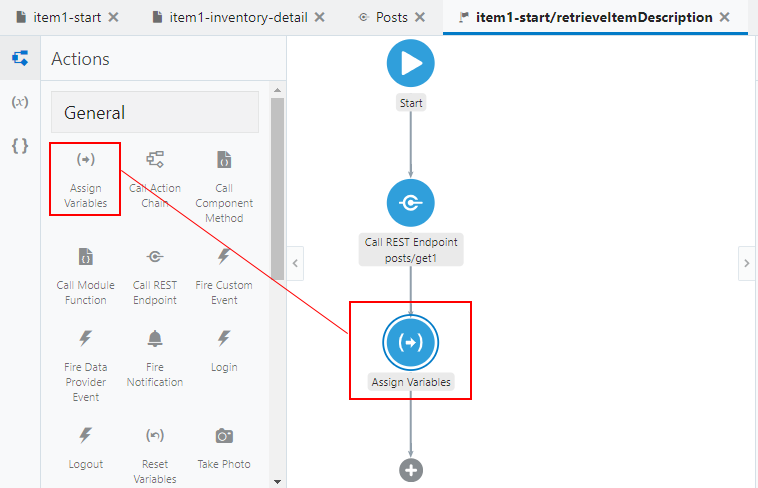 item1-start
item1-inventory-detail
Posts
item1-start/retrieveItemDescription
Actions
(x)
{ }
General
Assign
Variables
Call Action
Chain
Call
Component
Method
Call Module
Function
Call REST
Endpoint
Fire Custom
Event
Fire Data
Provider
Event
Fire
Notification
Login
Logout
Reset
Variables
Take Photo
Start
Call REST Endpoint
posts/get1
Assign Variables